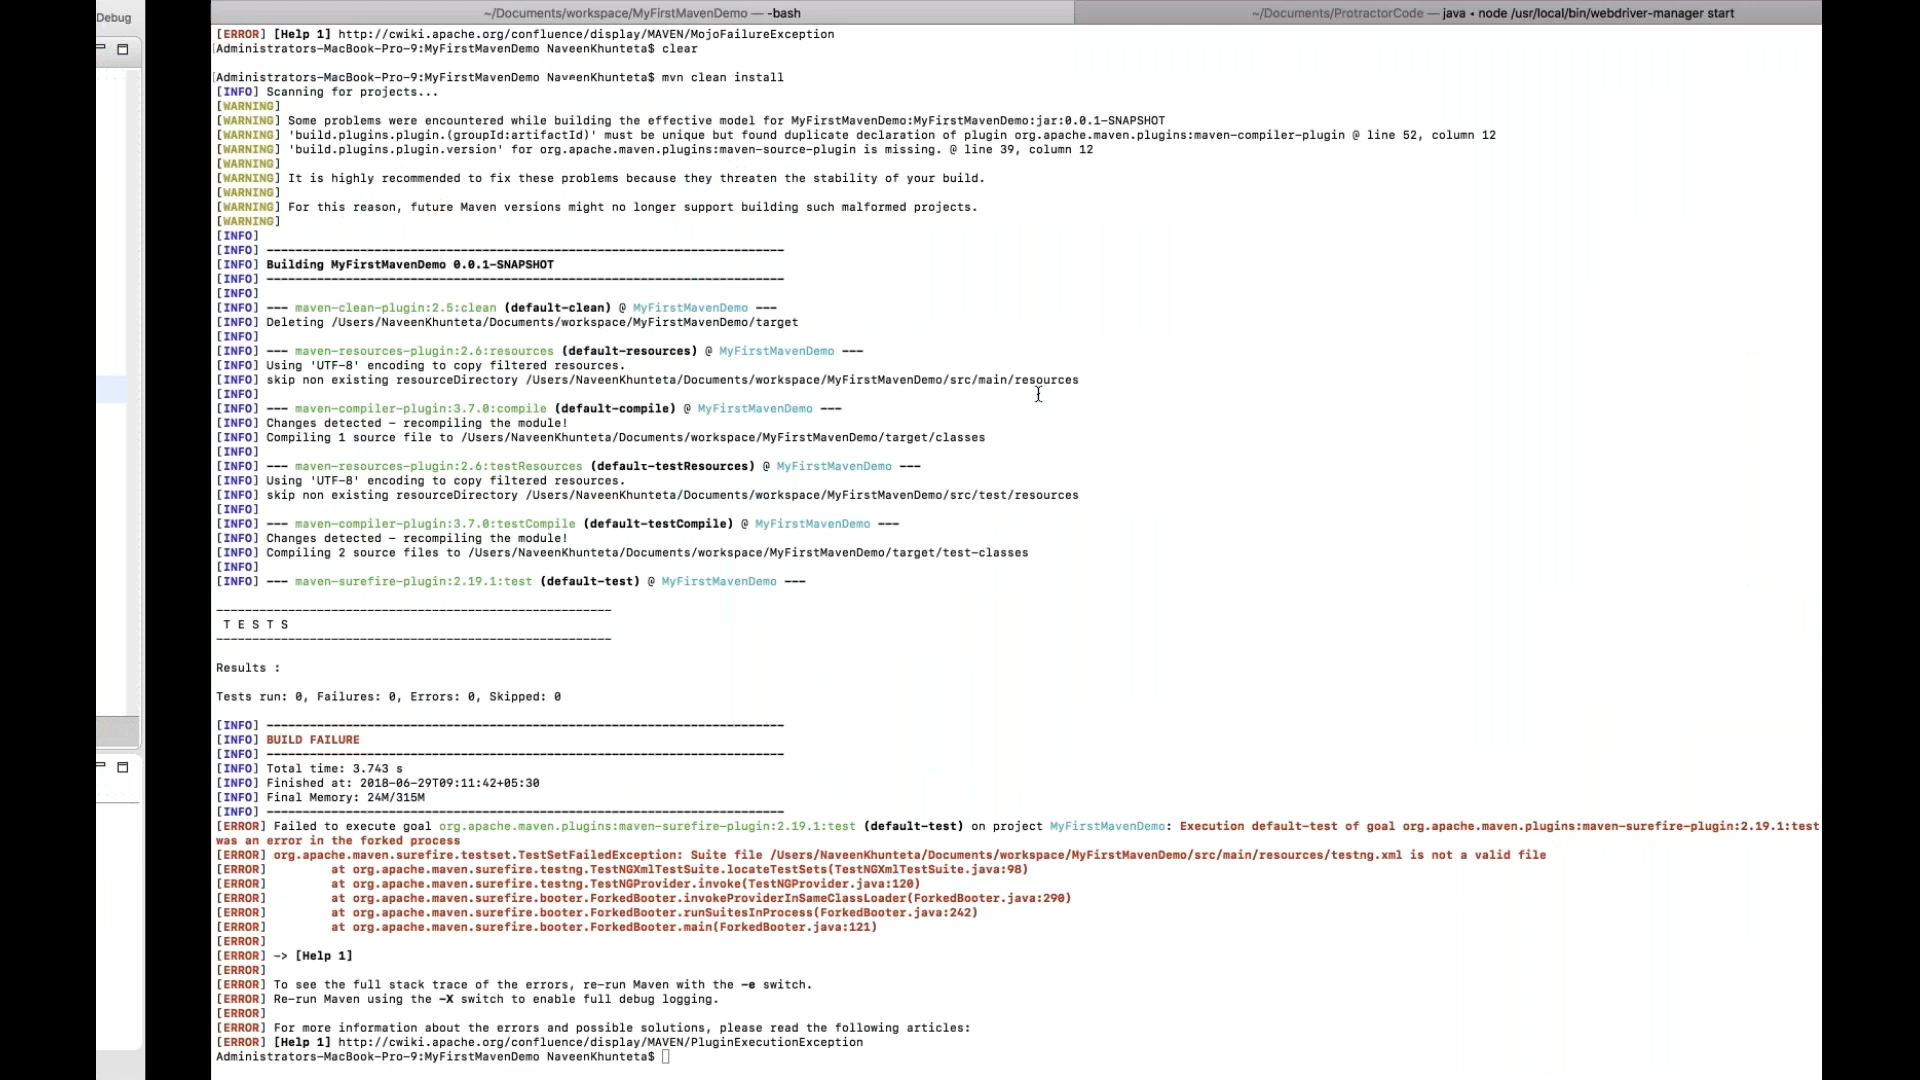 Debug
~/Documents/workspace/MyFirstMavenDemo — -bash
~/Documents/ProtractorCode — java • node /usr/local/bin/webdriver-manager start
[ERROR] [Help 1] http://cwiki.apache.org/confluence/display/MAVEN/MojoFailureException
[Administrators-MacBook-Pro-9:MyFirstMavenDemo NaveenKhunteta$ clear
[Administrators-MacBook-Pro-9:MyFirstMavenDemo NaveenKhunteta$ mvn clean install
[INFO] Scanning for projects...
[WARNING]
[WARNING] Some problems were encountered while building the effective model for MyFirstMavenDemo:MyFirstMavenDemo:jar:0.0.1-SNAPSHOT
[WARNING] 'build.plugins.plugin.(groupId:artifactId)' must be unique but found duplicate declaration of plugin org.apache.maven.plugins:maven-compiler-plugin @ line 52, column 12
[WARNING] 'build.plugins.plugin.version' for org.apache.maven.plugins:maven-source-plugin is missing. @ line 39, column 12
[WARNING]
[WARNING] It is highly recommended to fix these problems because they threaten the stability of your build.
[WARNING]
[WARNING] For this reason, future Maven versions might no longer support building such malformed projects.
[WARNING]
[INFO]
[INFO] ------------------------------------------------------------------------
[INFO] Building MyFirstMavenDemo 0.0.1-SNAPSHOT
[INFO] ------------------------------------------------------------------------
[INFO]
[INFO] --- maven-clean-plugin:2.5:clean (default-clean) @ MyFirstMavenDemo ---
[INFO] Deleting /Users/NaveenKhunteta/Documents/workspace/MyFirstMavenDemo/target
[INFO]
[INFO] --- maven-resources-plugin:2.6:resources (default-resources) @ MyFirstMavenDemo ---
[INFO] Using 'UTF-8' encoding to copy filtered resources.
[INFO] skip non existing resourceDirectory /Users/NaveenKhunteta/Documents/workspace/MyFirstMavenDemo/src/main/resources
[INFO]
[INFO] --- maven-compiler-plugin:3.7.0:compile (default-compile) @ MyFirstMavenDemo ---
[INFO] Changes detected - recompiling the module!
[INFO] Compiling 1 source file to /Users/NaveenKhunteta/Documents/workspace/MyFirstMavenDemo/target/classes
[INFO]
[INFO] --- maven-resources-plugin:2.6:testResources (default-testResources) @ MyFirstMavenDemo ---
[INFO] Using 'UTF-8' encoding to copy filtered resources.
[INFO] skip non existing resourceDirectory /Users/NaveenKhunteta/Documents/workspace/MyFirstMavenDemo/src/test/resources
[INFO]
[INFO] --- maven-compiler-plugin:3.7.0:testCompile (default-testCompile) @ MyFirstMavenDemo ---
[INFO] Changes detected - recompiling the module!
[INFO] Compiling 2 source files to /Users/NaveenKhunteta/Documents/workspace/MyFirstMavenDemo/target/test-classes
[INFO]
[INFO] --- maven-surefire-plugin:2.19.1:test (default-test) @ MyFirstMavenDemo ---
-------------------------------------------------------
T E S T S
-------------------------------------------------------
Results :
Tests run: 0, Failures: 0, Errors: 0, Skipped: 0
[INFO] ------------------------------------------------------------------------
[INFO] BUILD FAILURE
[INFO] ------------------------------------------------------------------------
[INFO] Total time: 3.743 s
[INFO] Finished at: 2018-06-29T09:11:42+05:30
[INFO] Final Memory: 24M/315M
[INFO] ------------------------------------------------------------------------
[ERROR] Failed to execute goal org.apache.maven.plugins:maven-surefire-plugin:2.19.1:test (default-test) on project MyFirstMavenDemo: Execution default-test of goal org.apache.maven.plugins:maven-surefire-plugin:2.19.1:test
was an error in the forked process
[ERROR] org.apache.maven.surefire.testset.TestSetFailedException: Suite file /Users/NaveenKhunteta/Documents/workspace/MyFirstMavenDemo/src/main/resources/testng.xml is not a valid file
[ERROR] at org.apache.maven.surefire.testng.TestNGXmlTestSuite.locateTestSets(TestNGXmlTestSuite.java:98)
[ERROR] at org.apache.maven.surefire.testng.TestNGProvider.invoke(TestNGProvider.java:120)
[ERROR] at org.apache.maven.surefire.booter.ForkedBooter.invokeProviderInSameClassLoader(ForkedBooter.java:290)
[ERROR] at org.apache.maven.surefire.booter.ForkedBooter.runSuitesInProcess(ForkedBooter.java:242)
[ERROR] at org.apache.maven.surefire.booter.ForkedBooter.main(ForkedBooter.java:121)
[ERROR]
[ERROR] -> [Help 1]
[ERROR]
[ERROR] To see the full stack trace of the errors, re-run Maven with the -e switch.
[ERROR] Re-run Maven using the -X switch to enable full debug logging.
[ERROR]
[ERROR] For more information about the errors and possible solutions, please read the following articles:
[ERROR] [Help 1] http://cwiki.apache.org/confluence/display/MAVEN/PluginExecutionException
Administrators-MacBook-Pro-9:MyFirstMavenDemo NaveenKhunteta$